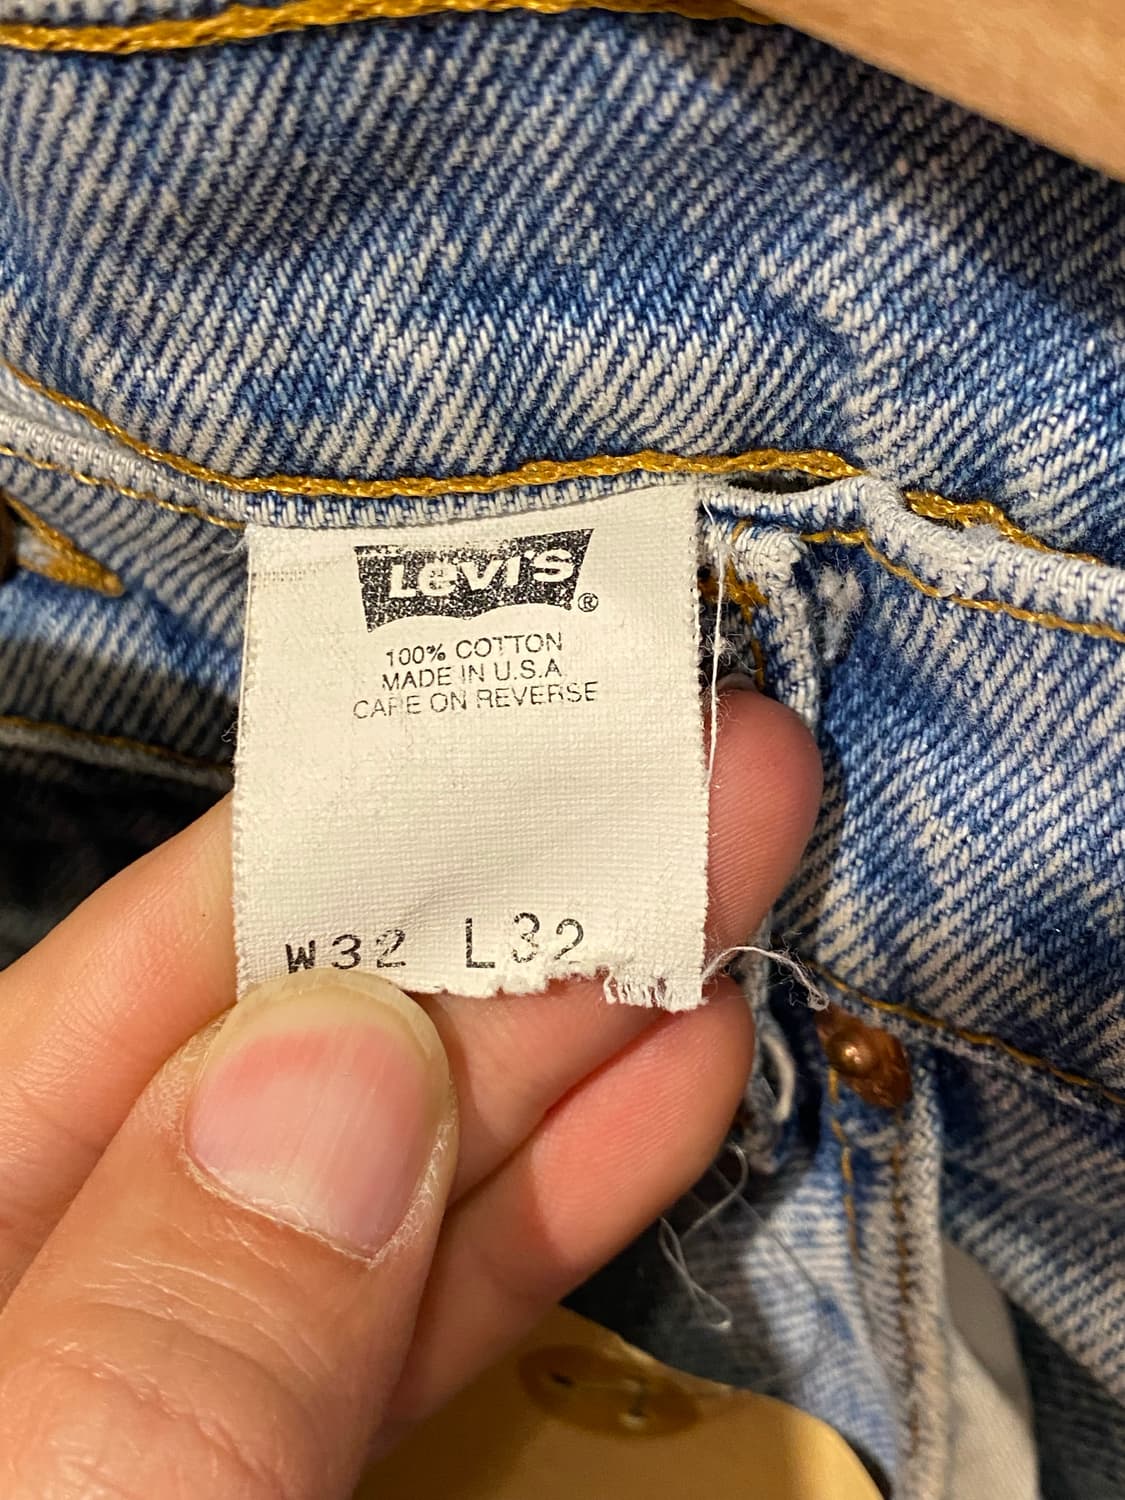 Levi's ®
100% COTTON
MADE IN U.S.A
CARE ON REVERSE
W32 L32